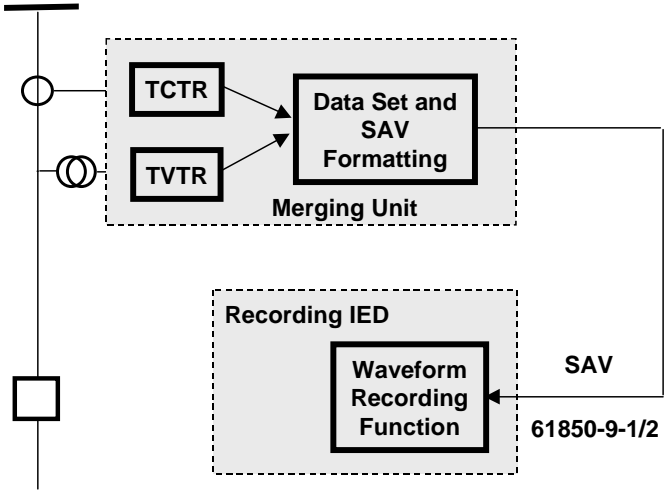 TCTR
TVTR
Data Set and
SAV
Formatting
Merging Unit
Recording IED
Waveform
Recording
Function
SAV
61850-9-1/2